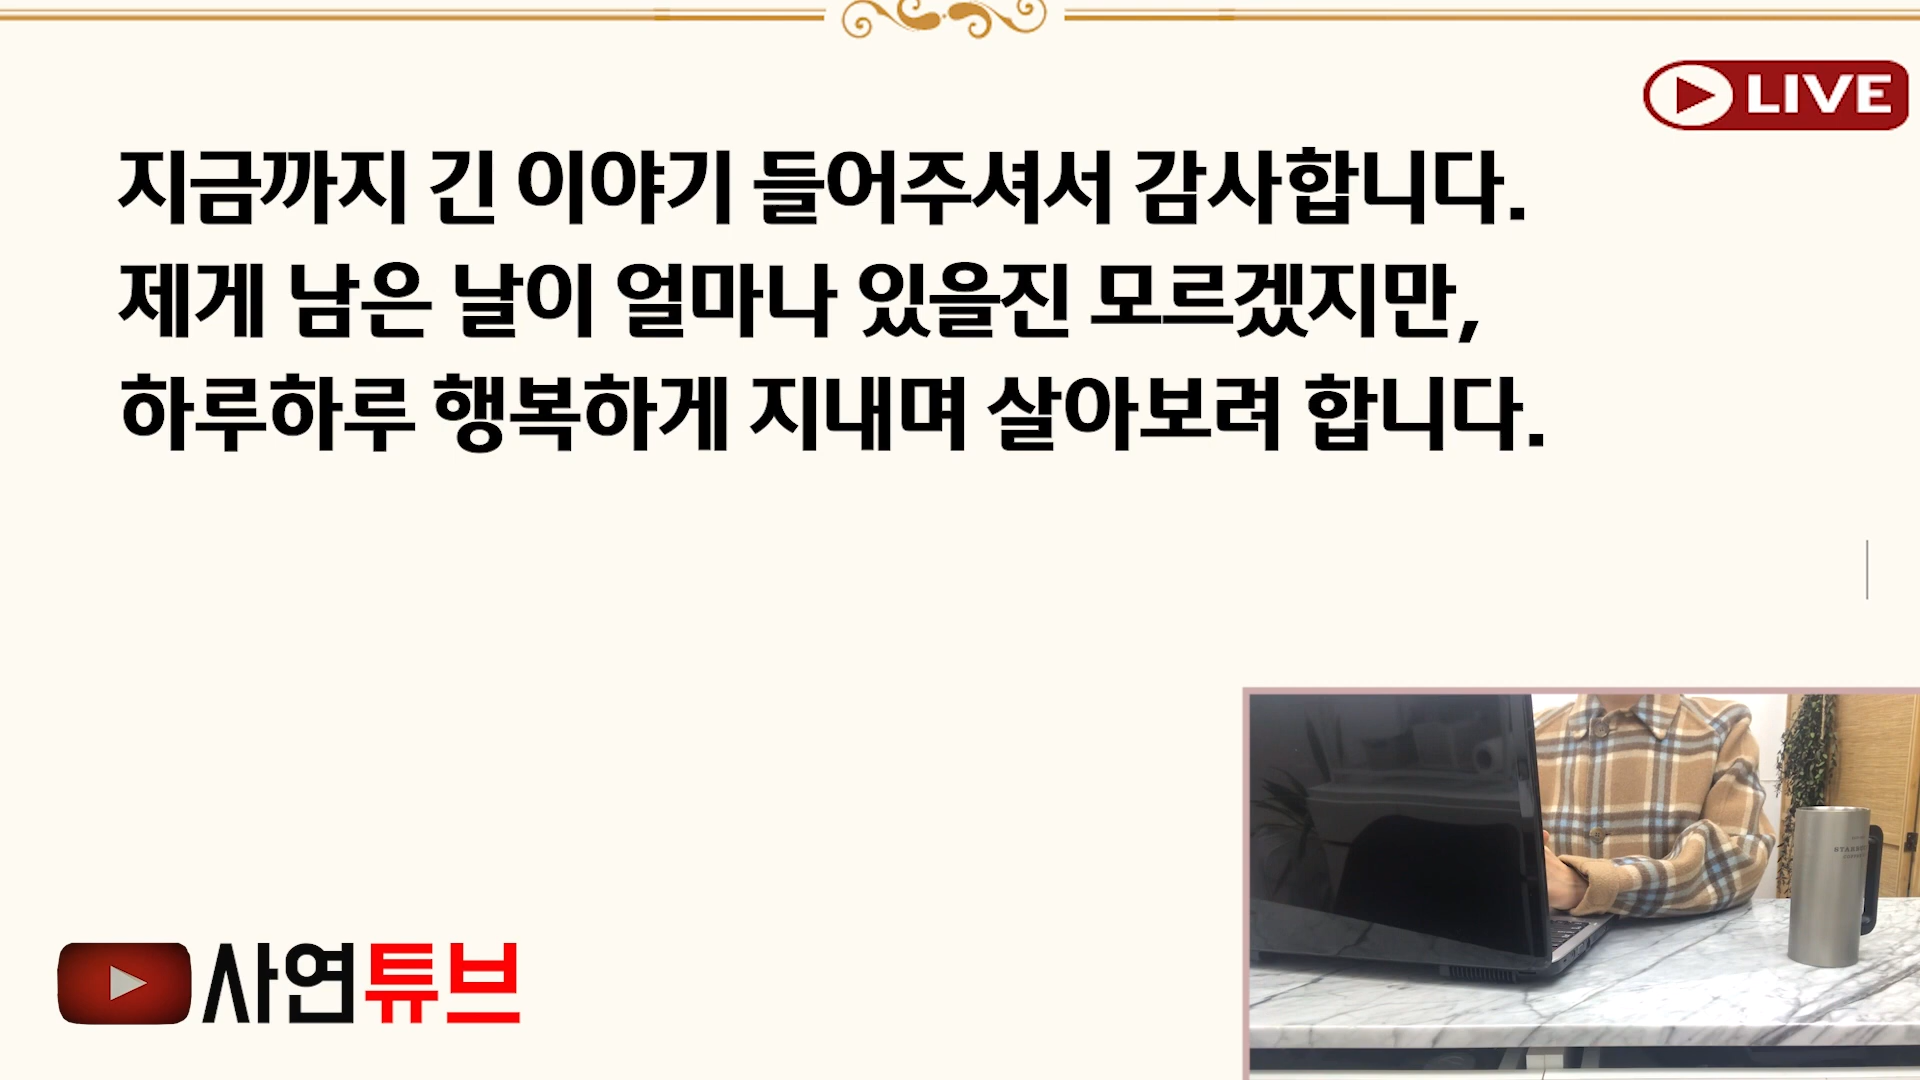 LIVE
지금까지 긴 이야기 들어주셔서 감사합니다.
제게 남은 날이 얼마나 있을진 모르겠지만,
하루하루 행복하게 지내며 살아보려 합니다.
사연튜브